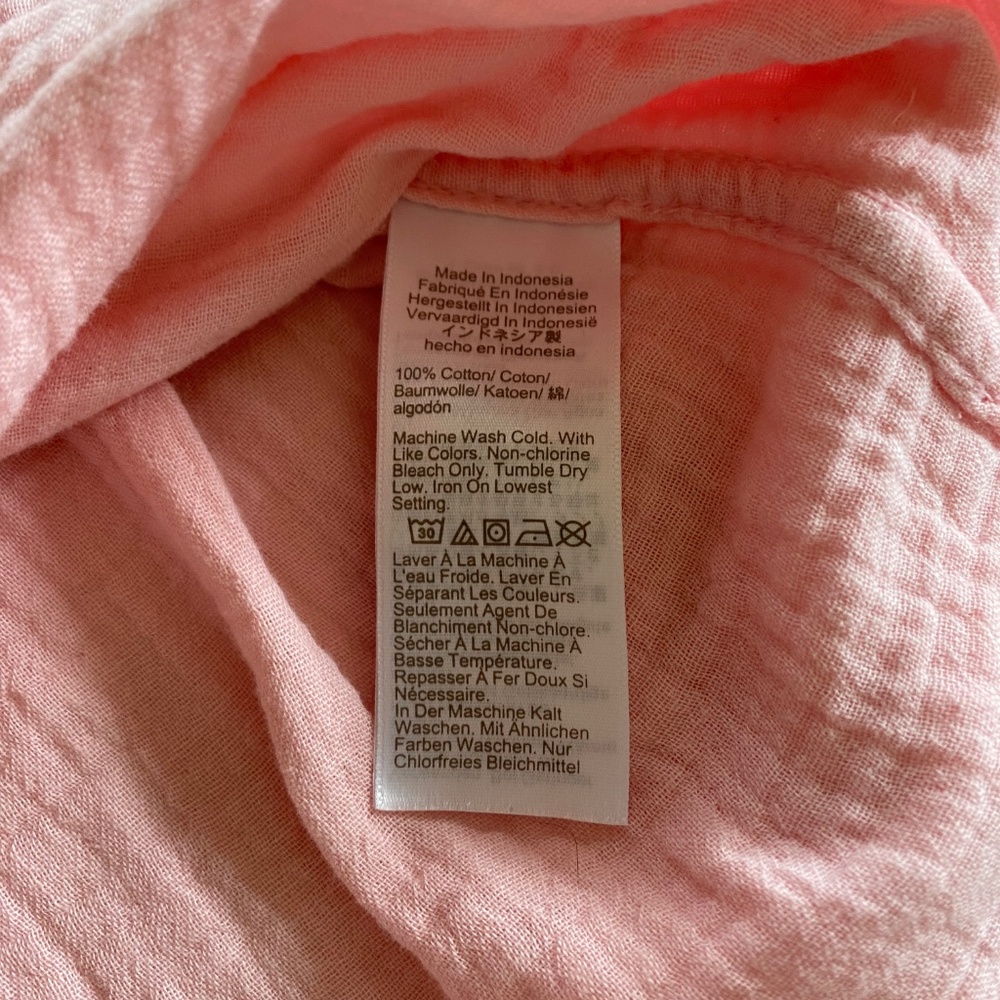 Made In Indonesia
Fabriqué En Indonésie
Hergestellt In Indonesien
Vervaardigd In Indonesië
インドネシア製
hecho en indonesia
100% Cotton/ Coton/
Baumwolle/ Katoen/ 綿/
algodón
Machine Wash Cold. With
Like Colors. Non-chlorine
Bleach Only. Tumble Dry
Low. Iron On Lowest
Setting.
30
Laver À La Machine À
L'eau Froide. Laver En
Séparant Les Couleurs.
Seulement Agent De
Blanchiment Non-chlore.
Sécher À La Machine À
Basse Température.
Repasser À Fer Doux Si
Nécessaire.
In Der Maschine Kalt
Waschen. Mit Ähnlichen
Farben Waschen. Nur
Chlorfreies Bleichmittel